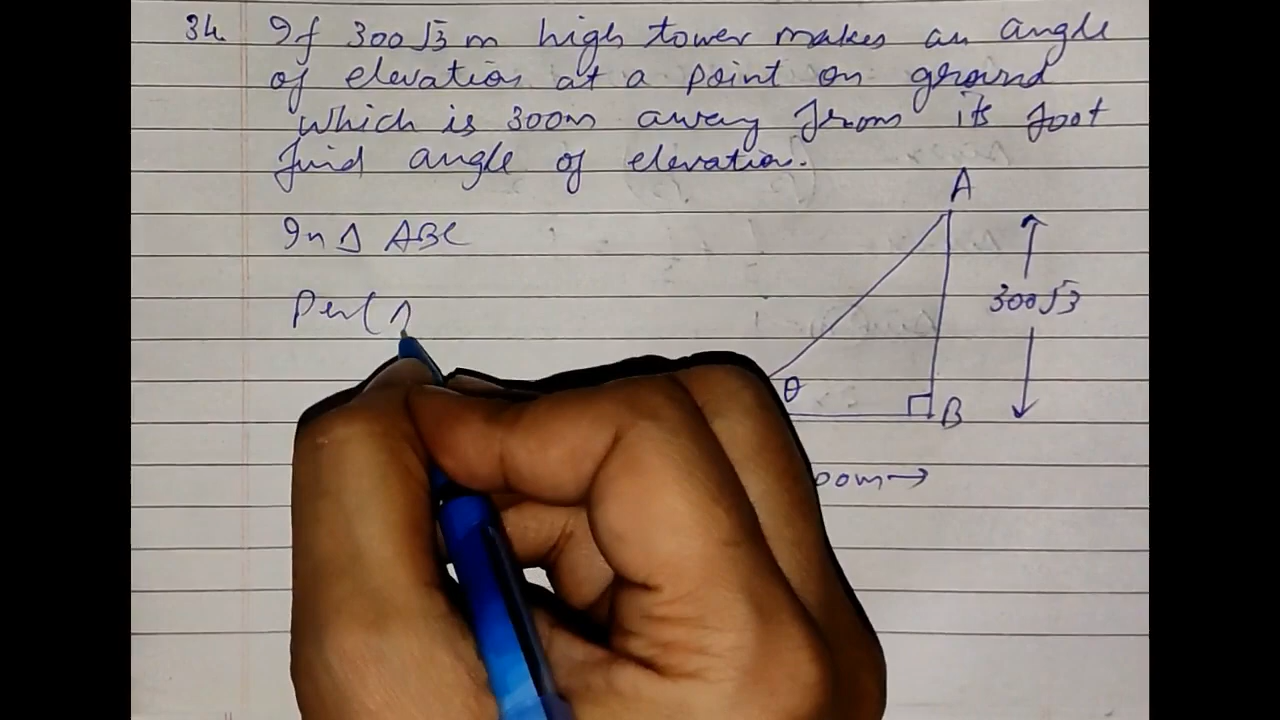 34. If 300√3 m high tower makes an angle
of elevation at a point on ground
which is 300m away from its foot
find angle of elevation.
A
In Δ ABC
300√3
Per(
θ
B
00m→